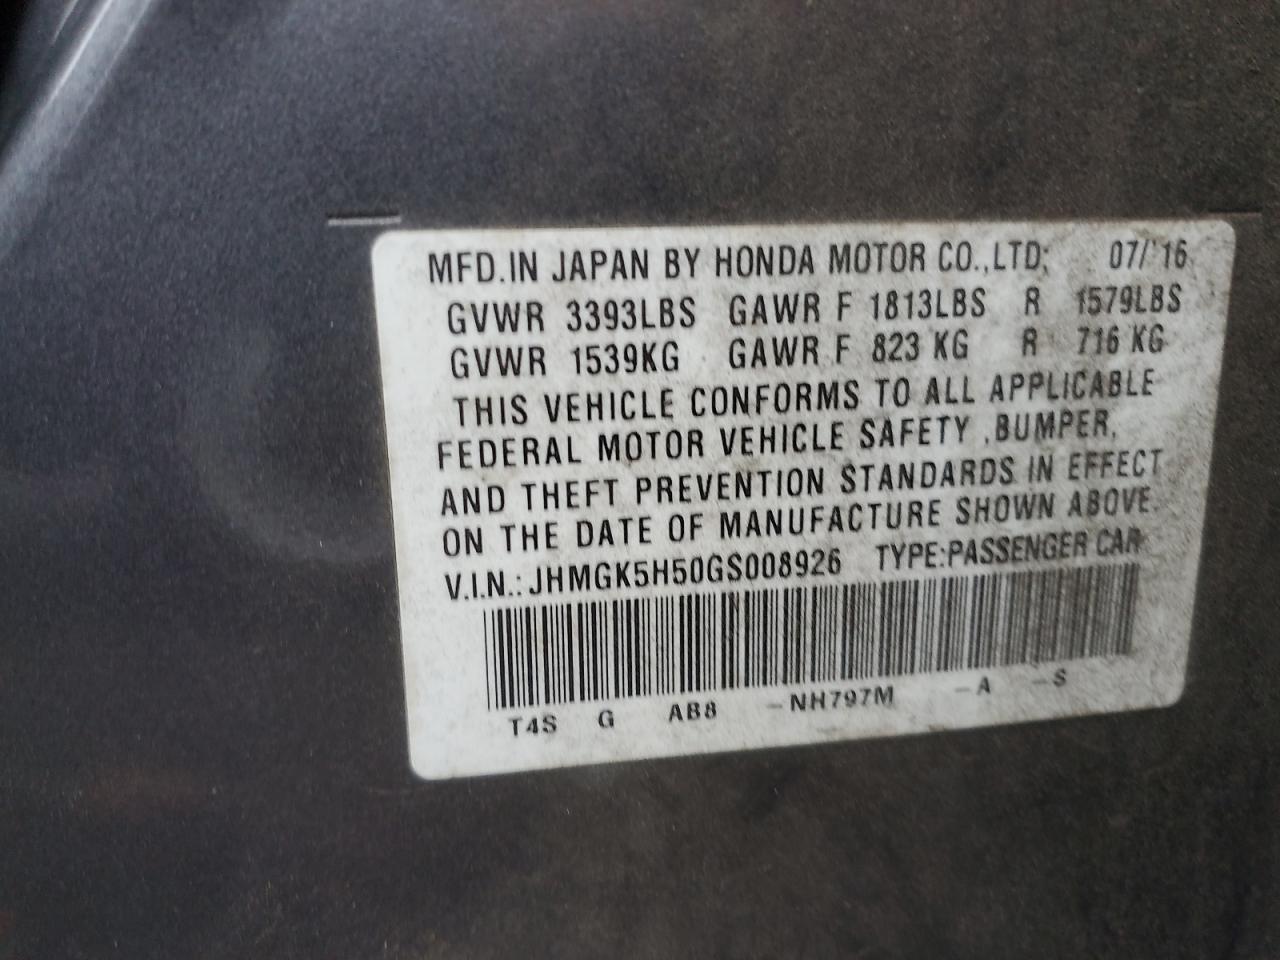 MFD.IN JAPAN BY HONDA MOTOR CO.,LTD; 07/'16
GVWR 3393LBS GAWR F 1813LBS R 1579LBS
GVWR 1539KG GAWR F 823 KG R 716 KG
THIS VEHICLE CONFORMS TO ALL APPLICABLE
FEDERAL MOTOR VEHICLE SAFETY ,BUMPER,
AND THEFT PREVENTION STANDARDS IN EFFECT
ON THE DATE OF MANUFACTURE SHOWN ABOVE.
V.I.N.: JHMGK5H50GS008926 TYPE:PASSENGER CAR
T4S G AB8 -NH797M -A -S